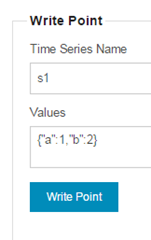 Write Point
Time Series Name
s1
Values
{"a":1,"b":2}
Write Point